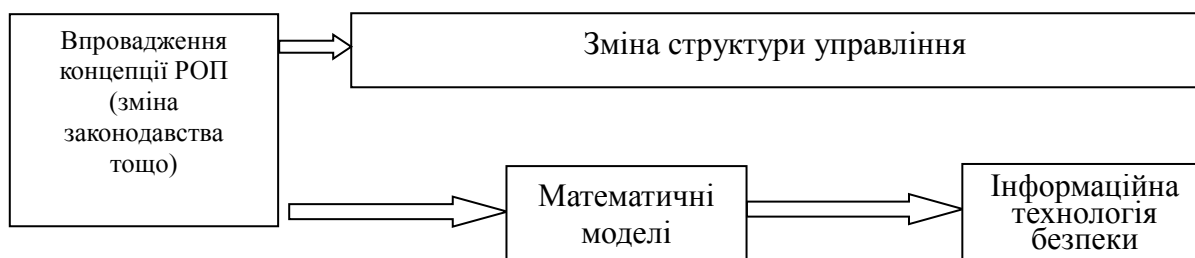 Впровадження
концепції РОП
(зміна
законодавства
тощо)
Зміна структури управління
Математичні
моделі
Інформаційна
технологія
безпеки